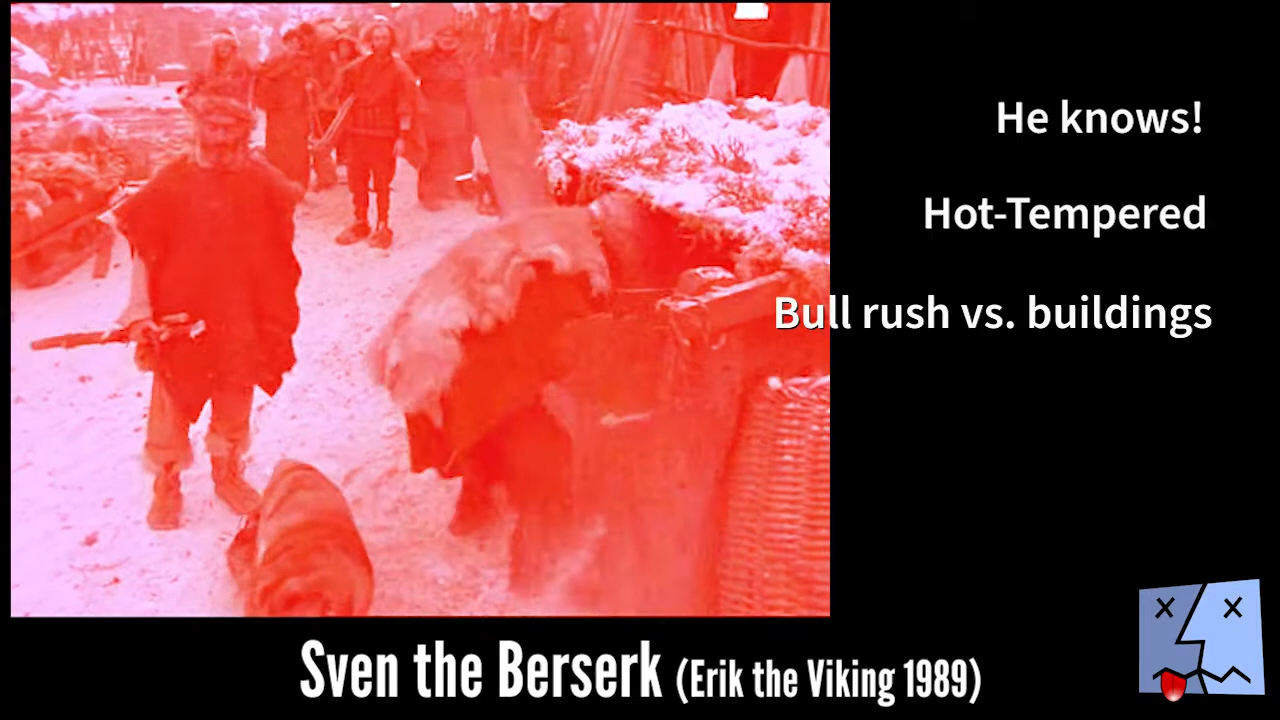 He knows!
Hot-Tempered
Bull rush vs. buildings
Sven the Berserk (Erik the Viking 1989)